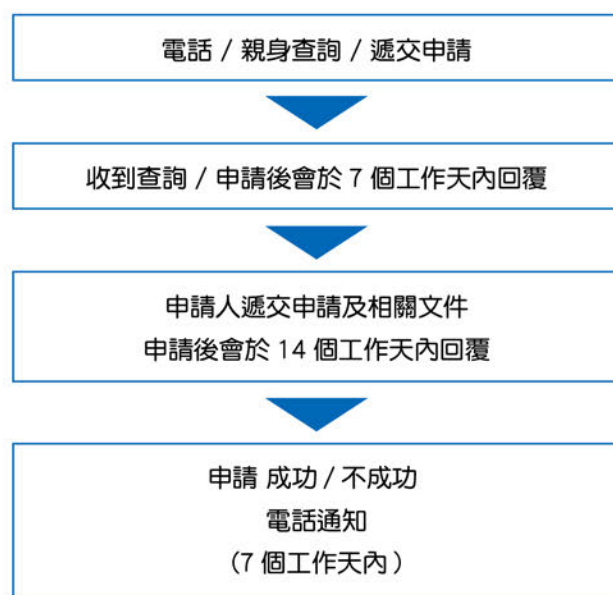 電話 / 親身查詢 / 遞交申請
收到查詢 / 申請後會於 7 個工作天內回覆
申請人遞交申請及相關文件
申請後會於 14 個工作天內回覆
申請 成功 / 不成功
電話通知
（7 個工作天內）